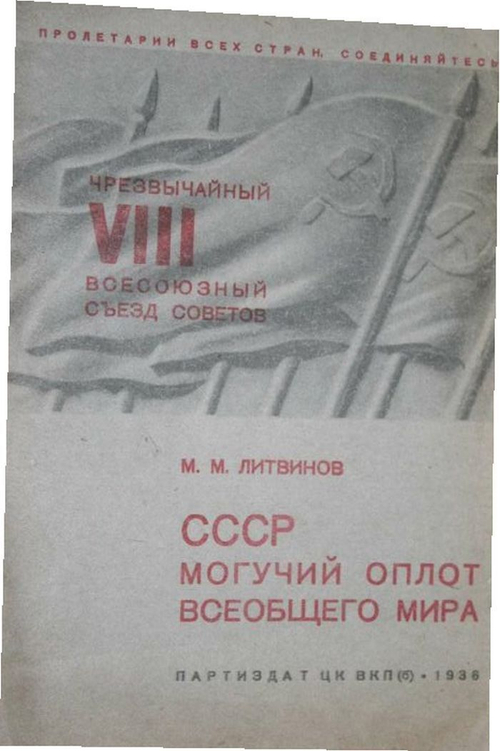 ПРОЛЕТАРИИ ВСЕХ СТРАН, СОЕДИНЯЙТЕСЬ
ЧРЕЗВЫЧАЙНЫЙ
VIII
ВСЕСОЮЗНЫЙ
СЪЕЗД СОВЕТОВ
М. М. ЛИТВИНОВ
СССР
МОГУЧИЙ ОПЛОТ
ВСЕОБЩЕГО МИРА
ПАРТИЗДАТ ЦК ВКП(б) • 1936